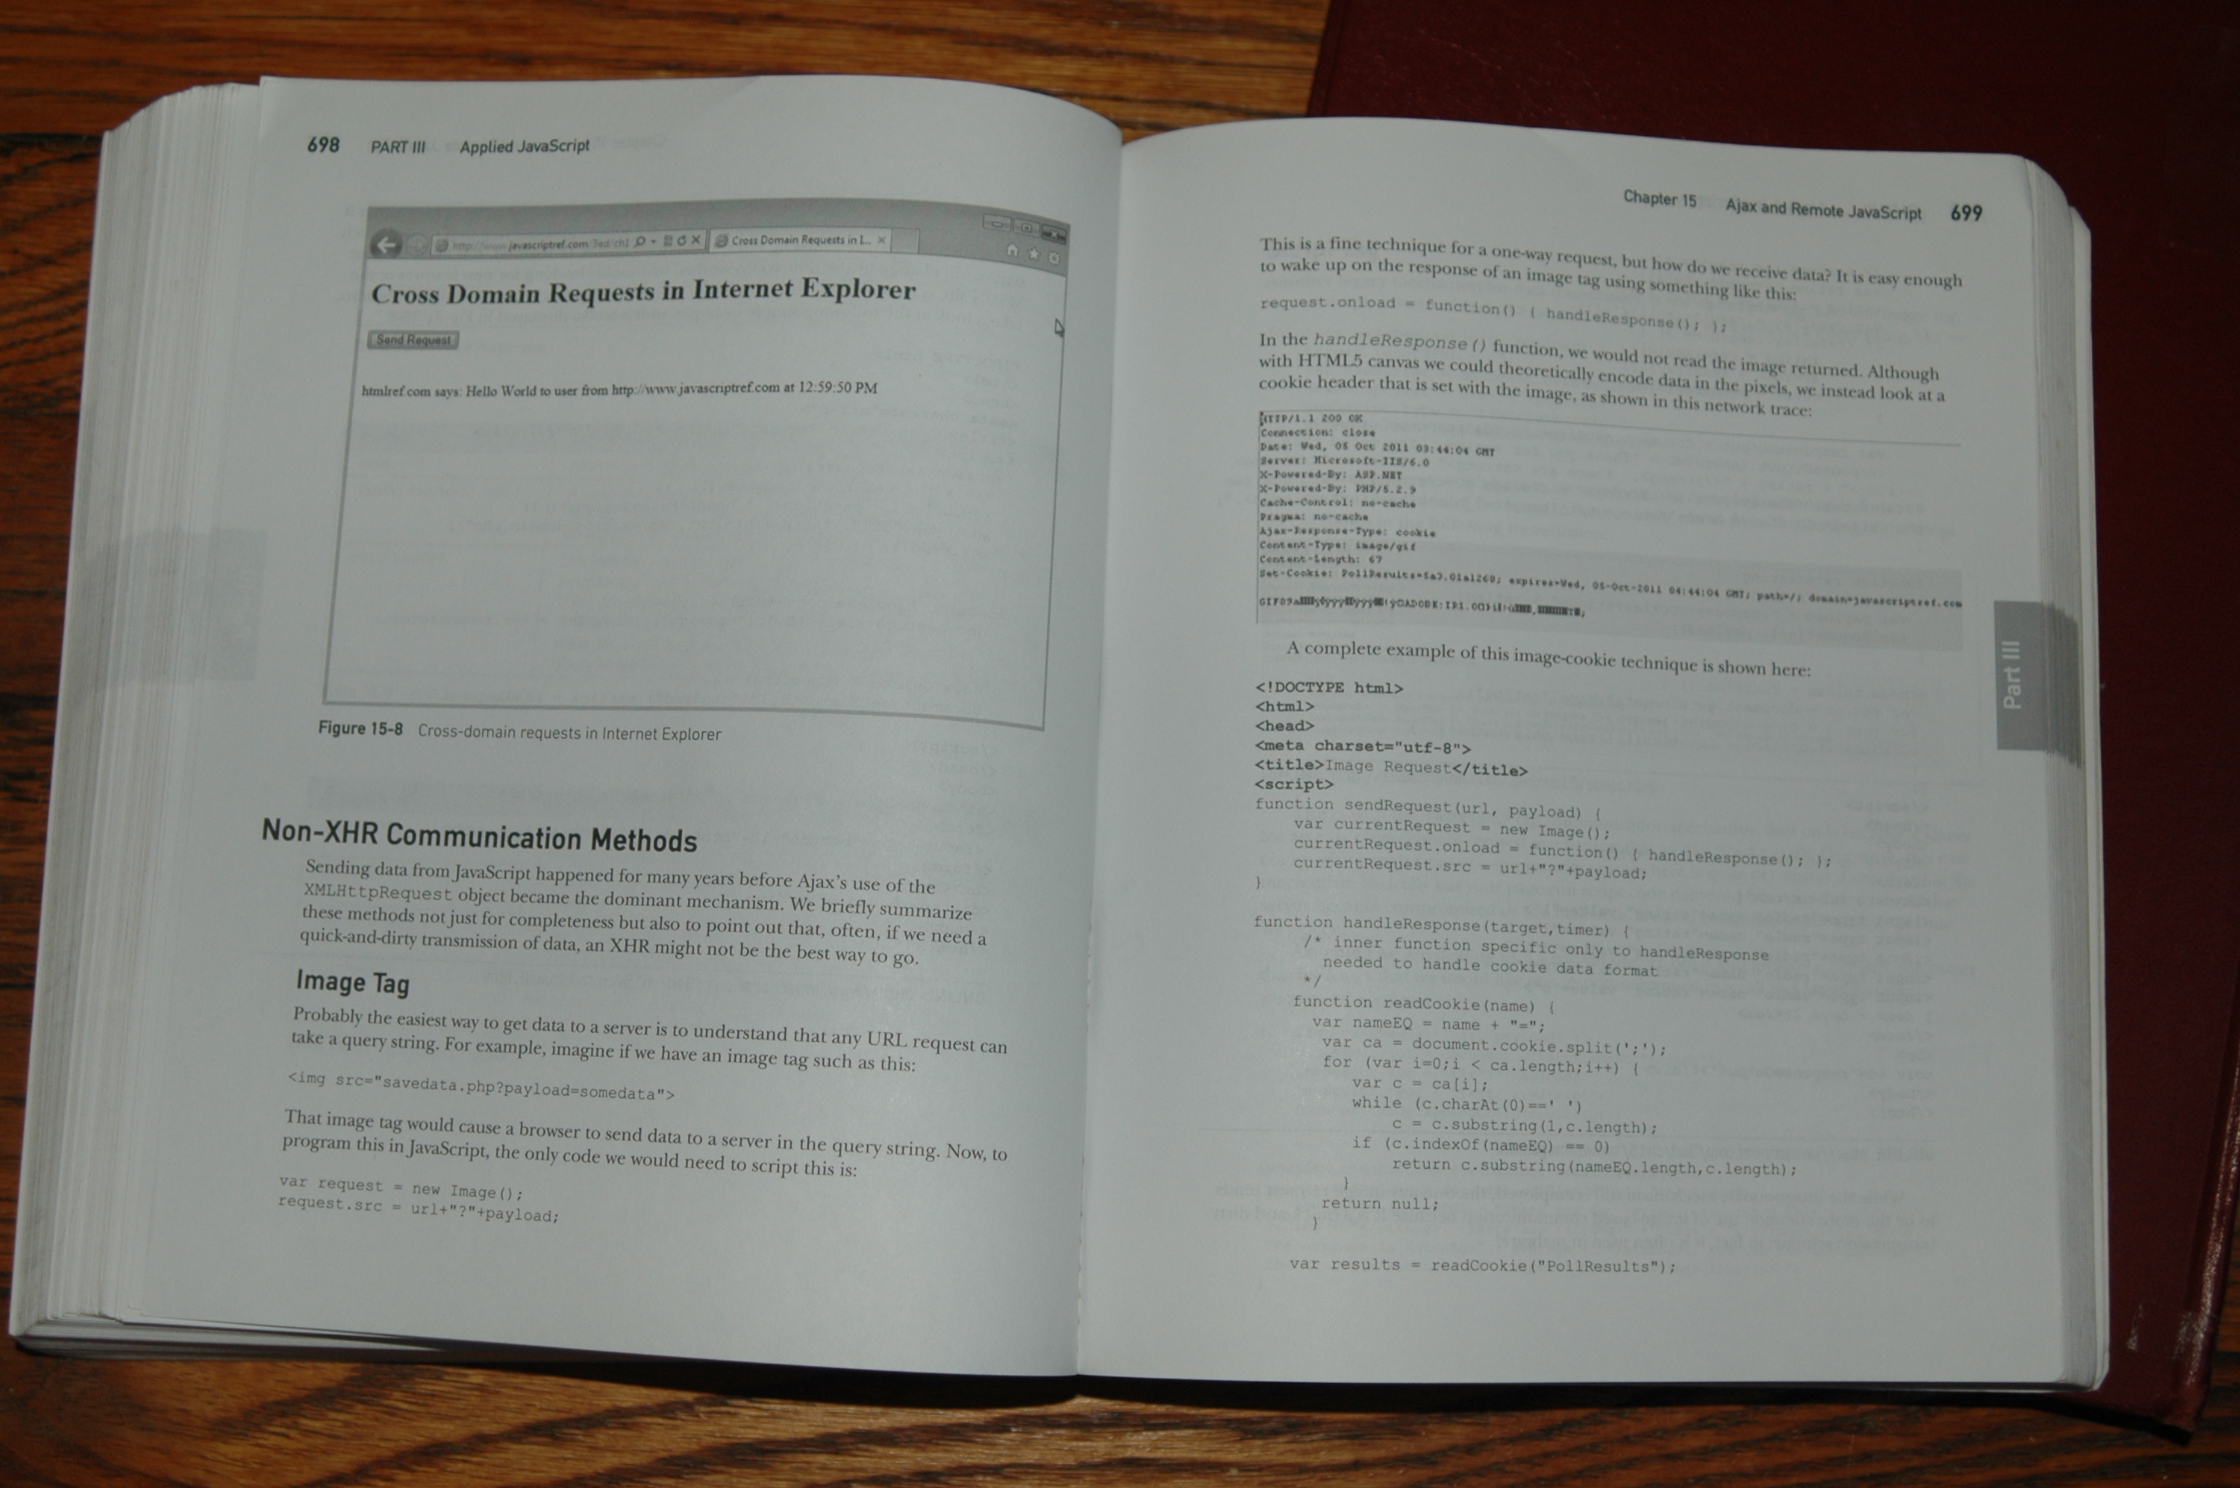 698 PART III Applied JavaScript
javascriptref.com
Cross Domain Requests in I...
Cross Domain Requests in Internet Explorer
Send Request
htmlref.com says: Hello World to user from http://www.javascriptref.com at 12:59:50 PM
Figure 15-8 Cross-domain requests in Internet Explorer
Non-XHR Communication Methods
Sending data from JavaScript happened for many years before Ajax's use of the
XMLHttpRequest object became the dominant mechanism. We briefly summarize
these methods not just for completeness but also to point out that, often, if we need a
quick-and-dirty transmission of data, an XHR might not be the best way to go.
Image Tag
Probably the easiest way to get data to a server is to understand that any URL request can
take a query string. For example, imagine if we have an image tag such as this:
<img src="savedata.php?payload=somedata">
That image tag would cause a browser to send data to a server in the query string. Now, to
program this in JavaScript, the only code we would need to script this is:
var request = new Image();
request.src = url+"?"+payload;
Chapter 15 Ajax and Remote JavaScript 699
This is a fine technique for a one-way request, but how do we receive data? It is easy enough
to wake up on the response of an image tag using something like this:
request.onload = function() { handleResponse(); };
In the handleResponse() function, we would not read the image returned. Although
with HTML5 canvas we could theoretically encode data in the pixels, we instead look at a
cookie header that is set with the image, as shown in this network trace:
HTTP/1.1 200 OK
Connection: close
Date: Wed, 05 Oct 2011 03:44:04 GMT
Server: Microsoft-IIS/6.0
X-Powered-By: ASP.NET
X-Powered-By: PHP/5.2.9
Cache-Control: no-cache
Pragma: no-cache
Ajax-Response-Type: cookie
Content-Type: image/gif
Content-Length: 67
Set-Cookie: expires=Wed, 05-Oct-2011 04:44:04 GMT; path=/; domain=javascriptref.com
A complete example of this image-cookie technique is shown here:
<!DOCTYPE html>
<html>
<head>
<meta charset="utf-8">
<title>Image Request</title>
<script>
function sendRequest(url, payload) {
var currentRequest = new Image();
currentRequest.onload = function() { handleResponse(); };
currentRequest.src = url+"?"+payload;
}
function handleResponse(target,timer) {
/* inner function specific only to handleResponse
needed to handle cookie data format
*/
function readCookie(name) {
var nameEQ = name + "=";
var ca = document.cookie.split(';');
for (var i=0;i < ca.length;i++) {
var c = ca[i];
while (c.charAt(0)==' ')
c = c.substring(1,c.length);
if (c.indexOf(nameEQ) == 0)
return c.substring(nameEQ.length,c.length);
}
return null;
}
var results = readCookie("PollResults");
Part III